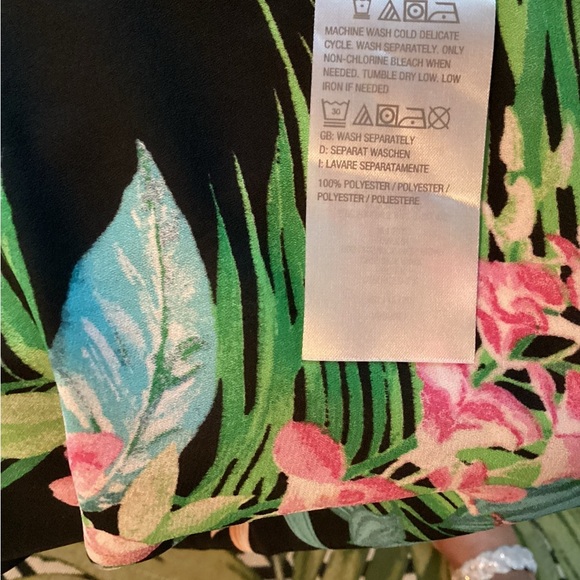 MACHINE WASH COLD DELICATE
CYCLE. WASH SEPARATELY. ONLY
NON-CHLORINE BLEACH WHEN
NEEDED. TUMBLE DRY LOW. LOW
IRON IF NEEDED
30
GB: WASH SEPARATELY
D: SEPARAT WASCHEN
I: LAVARE SEPARATAMENTE
100% POLYESTER / POLYESTER /
POLYESTER / POLIESTERE